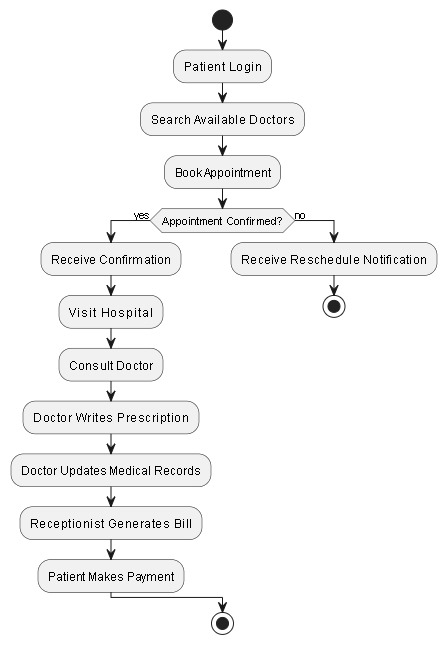 Patient Login
Search Available Doctors
Book Appointment
yes
Appointment Confirmed?
no
Receive Confirmation
Receive Reschedule Notification
Visit Hospital
Consult Doctor
Doctor Writes Prescription
Doctor Updates Medical Records
Receptionist Generates Bill
Patient Makes Payment